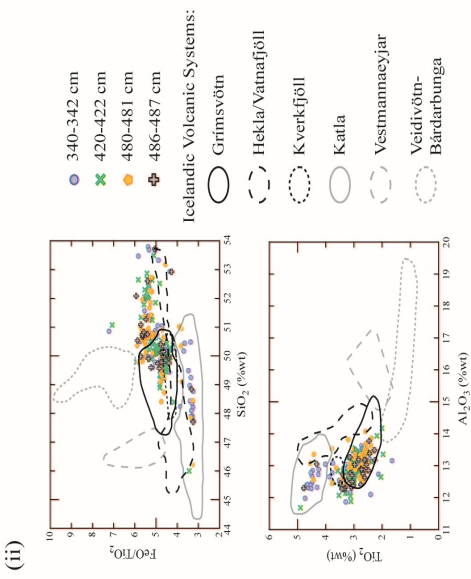 (ii)
10
9
8
7
6
5
4
3
2
FeO/TiO₂
44
45
46
47
48
49
50
51
52
53
54
SiO₂ (%wt)
6
5
4
3
2
1
0
TiO₂ (%wt)
11
12
13
14
15
16
17
18
19
20
Al₂O₃ (%wt)
340-342 cm
420-422 cm
480-481 cm
486-487 cm
Icelandic Volcanic Systems:
Grímsvötn
Hekla/Vatnafjöll
Kverkfjöll
Katla
Vestmannaeyjar
Veidivötn-
Bárdarbunga